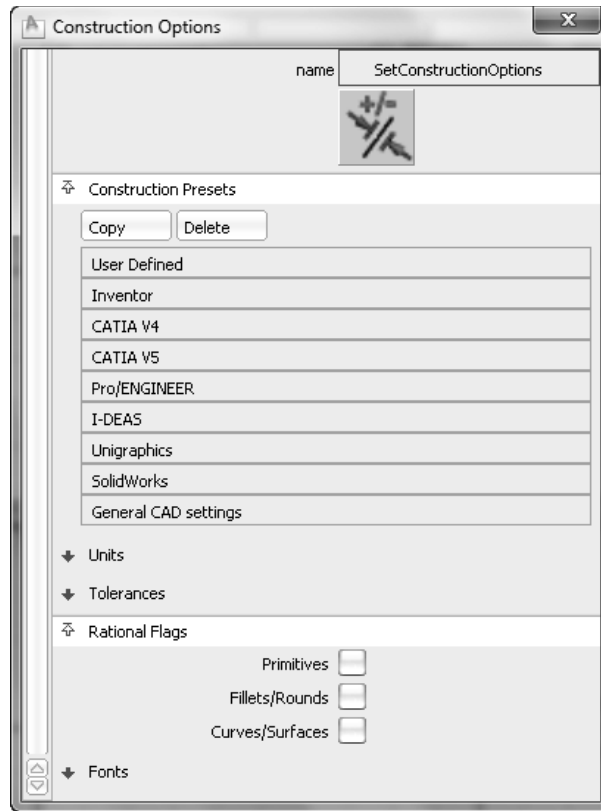 Construction Options
name SetConstructionOptions
+/-
Construction Presets
Copy Delete
User Defined
Inventor
CATIA V4
CATIA V5
Pro/ENGINEER
I-DEAS
Unigraphics
SolidWorks
General CAD settings
Units
Tolerances
Rational Flags
Primitives
Fillets/Rounds
Curves/Surfaces
Fonts